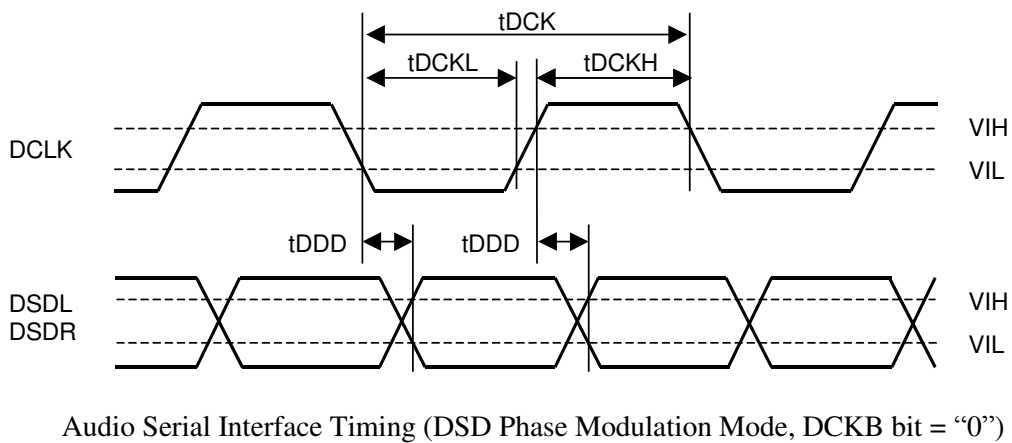 tDCK
tDCKL tDCKH
VIH
DCLK
VIL
tDDD tDDD
DSDL VIH
DSDR
VIL
Audio Serial Interface Timing (DSD Phase Modulation Mode, DCKB bit = “0”)